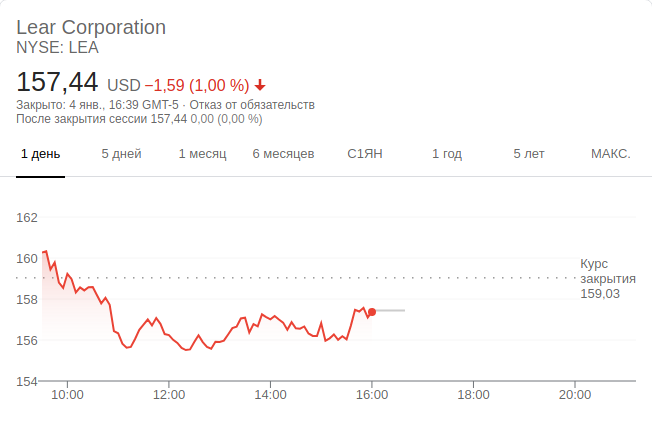 Lear Corporation
NYSE: LEA
157,44 USD −1,59 (1,00 %)
Закрыто: 4 янв., 16:39 GMT-5 · Отказ от обязательств
После закрытия сессии 157,44 0,00 (0,00 %)
1 день 5 дней 1 месяц 6 месяцев С1ЯН 1 год 5 лет МАКС.
162
160
Курс
закрытия
159,03
158
156
154
10:00 12:00 14:00 16:00 18:00 20:00